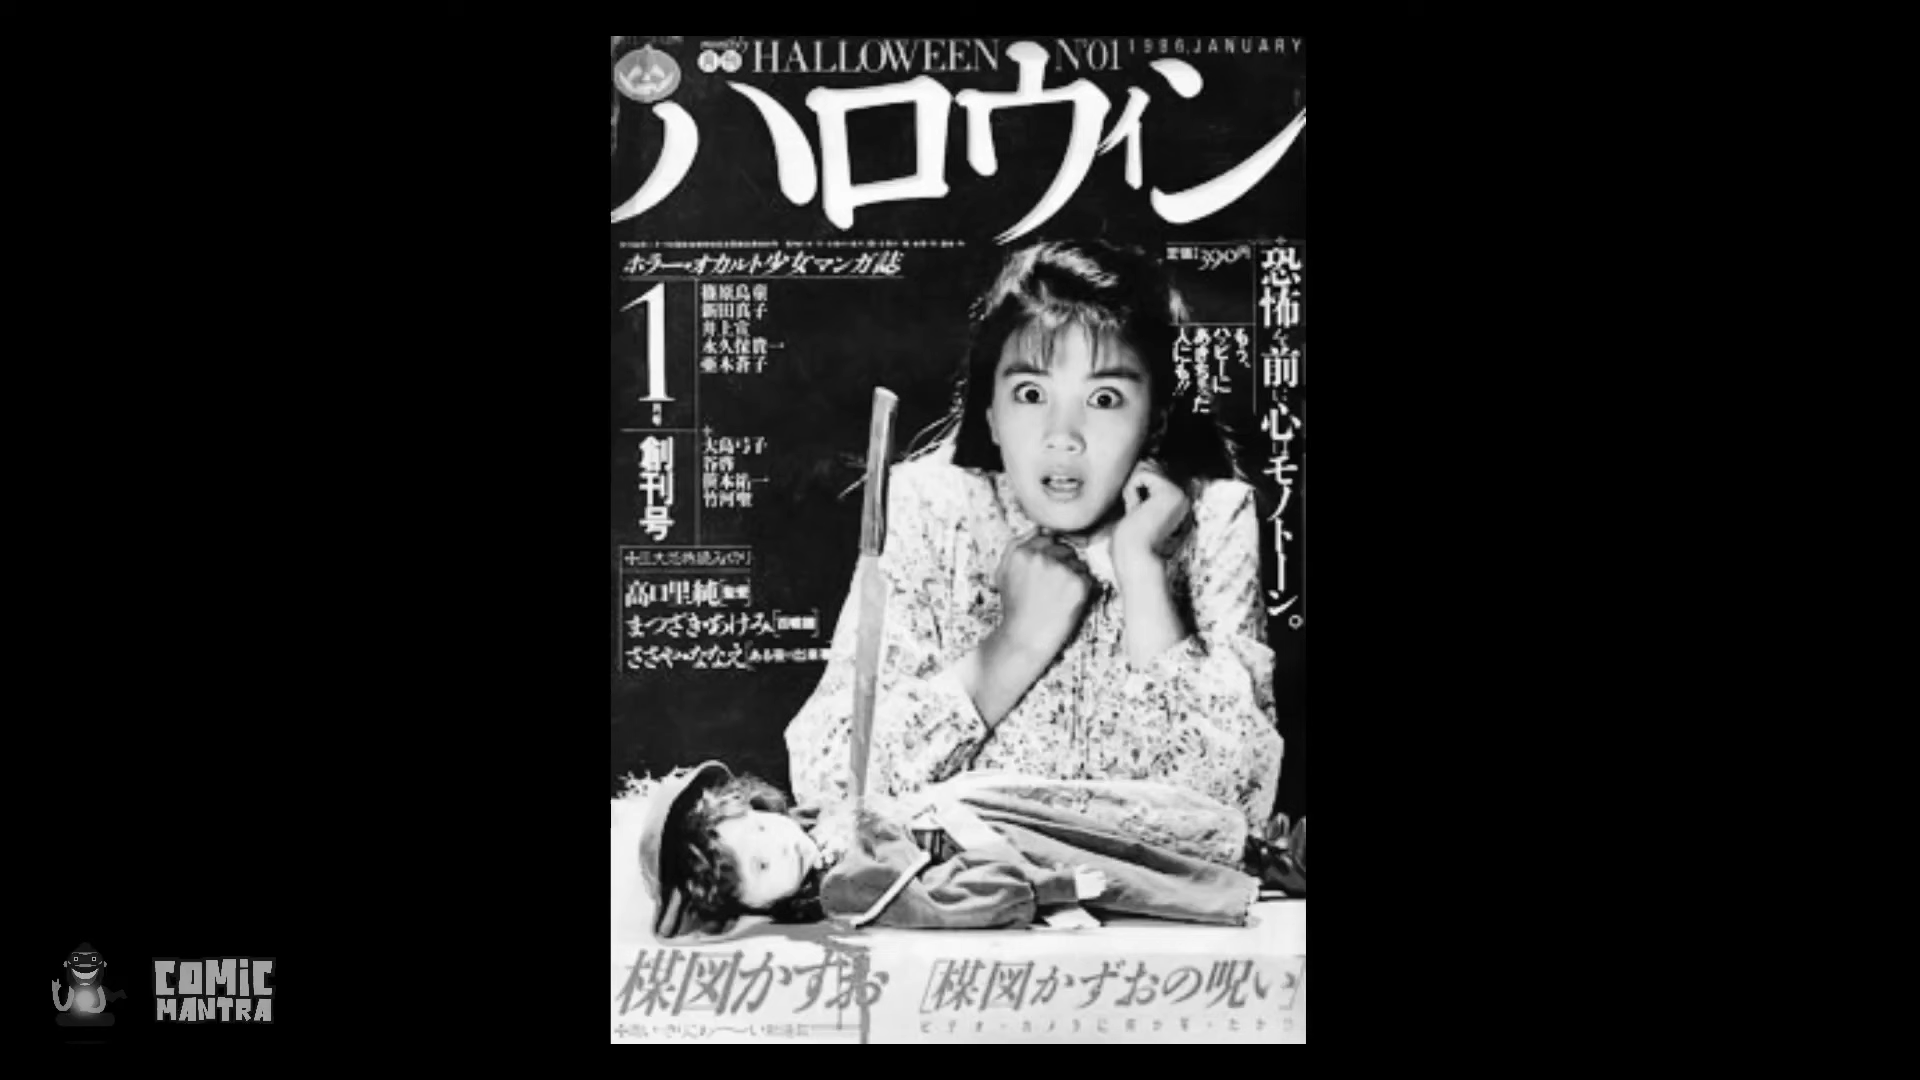 月刊 HALLOWEEN Nº01 1986, JANUARY
ハロウィン
ホラー・オカルト少女マンガ誌
定価390円
1月号
創刊号
篠原烏童
新田真子
井上
永久保貴一
亜木蒼子
大島弓子
笹本祐一
竹河聖
高口里純
まつざきあけみ
ささやななえ
恐怖を前に心はモノトーン。
もう、
ハッピーに
あきちゃった
人にも!!
楳図かずお
[楳図かずおの呪い]
COMIC
MANTRA